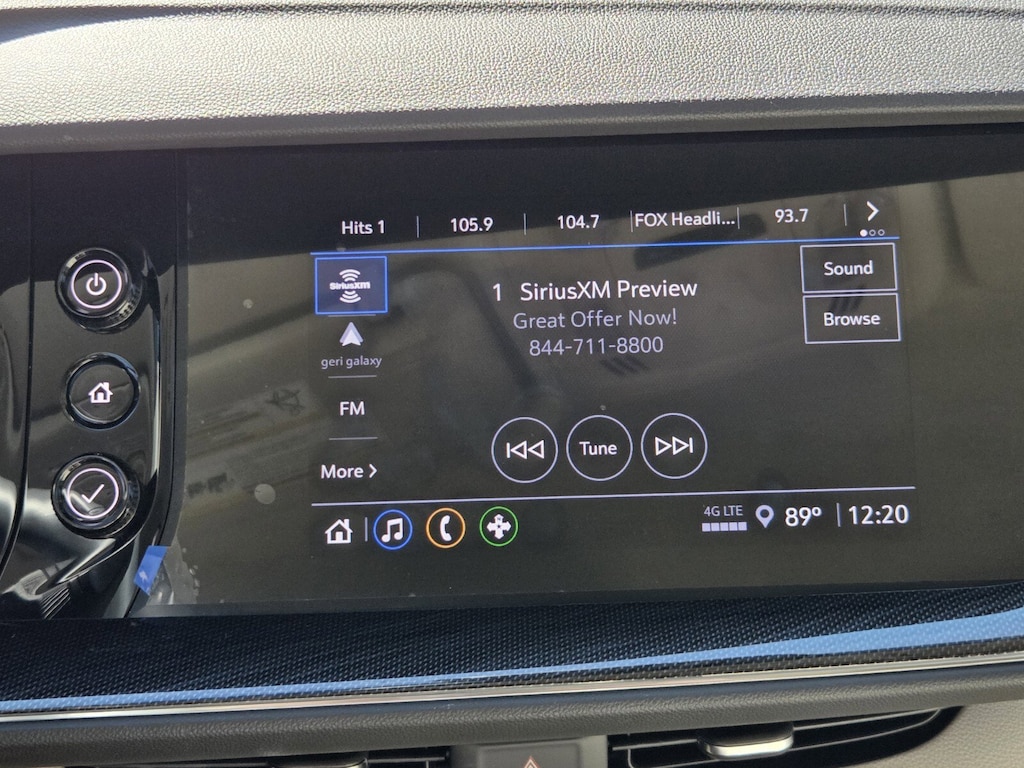 Hits 1 105.9 104.7 FOX Headli... 93.7
SiriusXM
1 SiriusXM Preview
Great Offer Now!
844-711-8800
Sound
Browse
geri galaxy
FM
More
Tune
4G LTE 89° 12:20